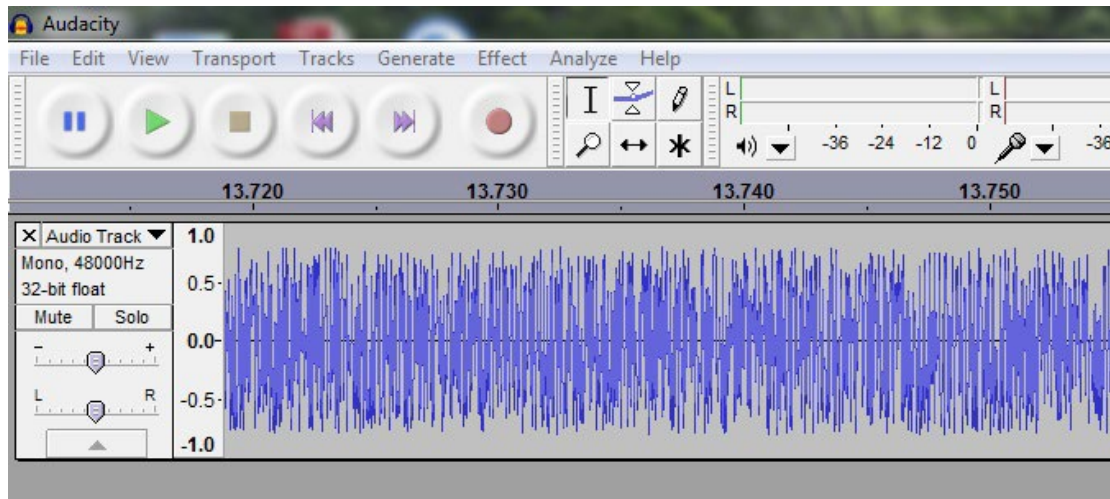 Audacity
File Edit View Transport Tracks Generate Effect Analyze Help
L L
R R
-36 -24 -12 0 -36
13.720 13.730 13.740 13.750
X Audio Track 1.0
Mono, 48000Hz
32-bit float 0.5
Mute Solo
- + 0.0
L R -0.5
-1.0